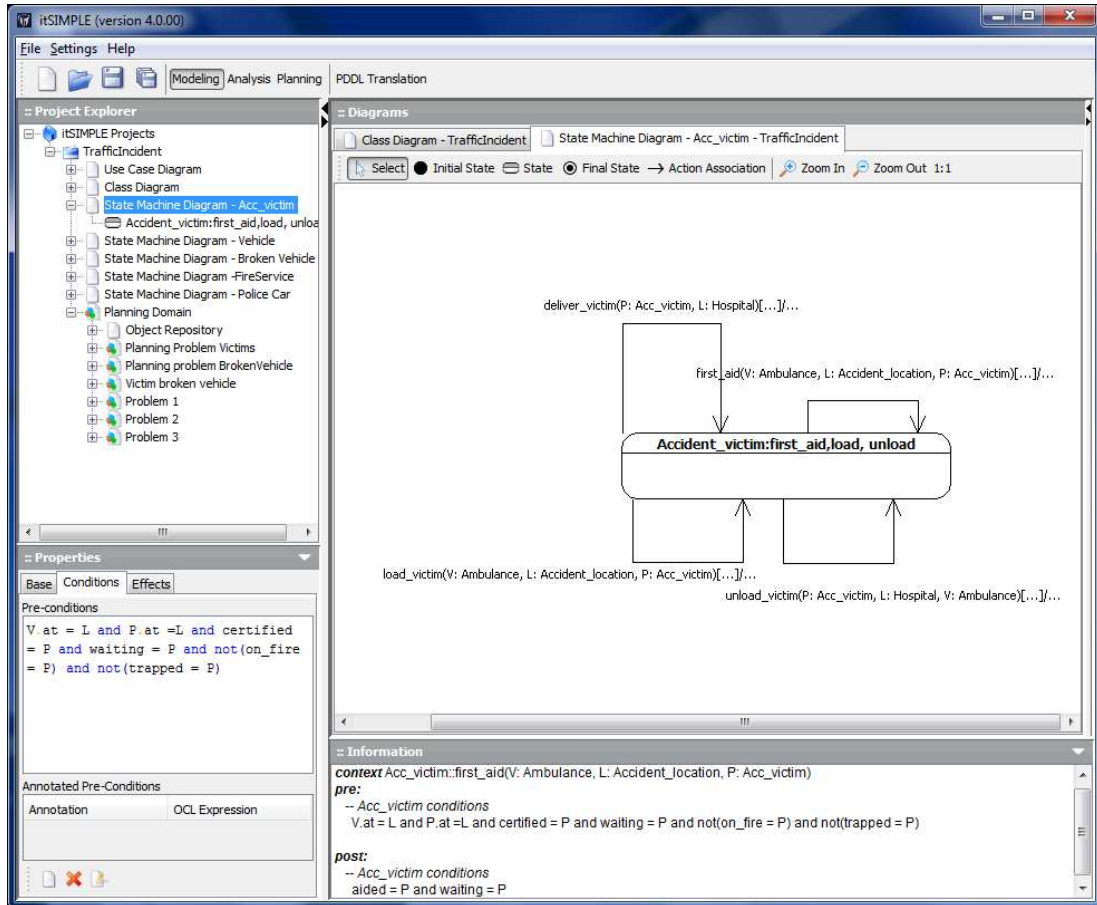 itSIMPLE (version 4.0.00)
File Settings Help
Modeling Analysis Planning PDDL Translation
:: Project Explorer
itSIMPLE Projects
TrafficIncident
Use Case Diagram
Class Diagram
State Machine Diagram - Acc_victim
Accident_victim:first_aid,load, unloa
State Machine Diagram - Vehicle
State Machine Diagram - Broken Vehicle
State Machine Diagram -FireService
State Machine Diagram - Police Car
Planning Domain
Object Repository
Planning Problem Victims
Planning problem BrokenVehicle
Victim broken vehicle
Problem 1
Problem 2
Problem 3
:: Properties
Base Conditions Effects
Pre-conditions
V.at = L and P.at =L and certified
= P and waiting = P and not(on_fire
= P) and not(trapped = P)
Annotated Pre-Conditions
Annotation OCL Expression
:: Diagrams
Class Diagram - TrafficIncident State Machine Diagram - Acc_victim - TrafficIncident
Select Initial State State Final State Action Association Zoom In Zoom Out 1:1
deliver_victim(P: Acc_victim, L: Hospital)[...]/...
first_aid(V: Ambulance, L: Accident_location, P: Acc_victim)[...]/...
Accident_victim:first_aid,load, unload
load_victim(V: Ambulance, L: Accident_location, P: Acc_victim)[...]/...
unload_victim(P: Acc_victim, L: Hospital, V: Ambulance)[...]/...
:: Information
context Acc_victim::first_aid(V: Ambulance, L: Accident_location, P: Acc_victim)
pre:
-- Acc_victim conditions
V.at = L and P.at =L and certified = P and waiting = P and not(on_fire = P) and not(trapped = P)
post:
-- Acc_victim conditions
aided = P and waiting = P